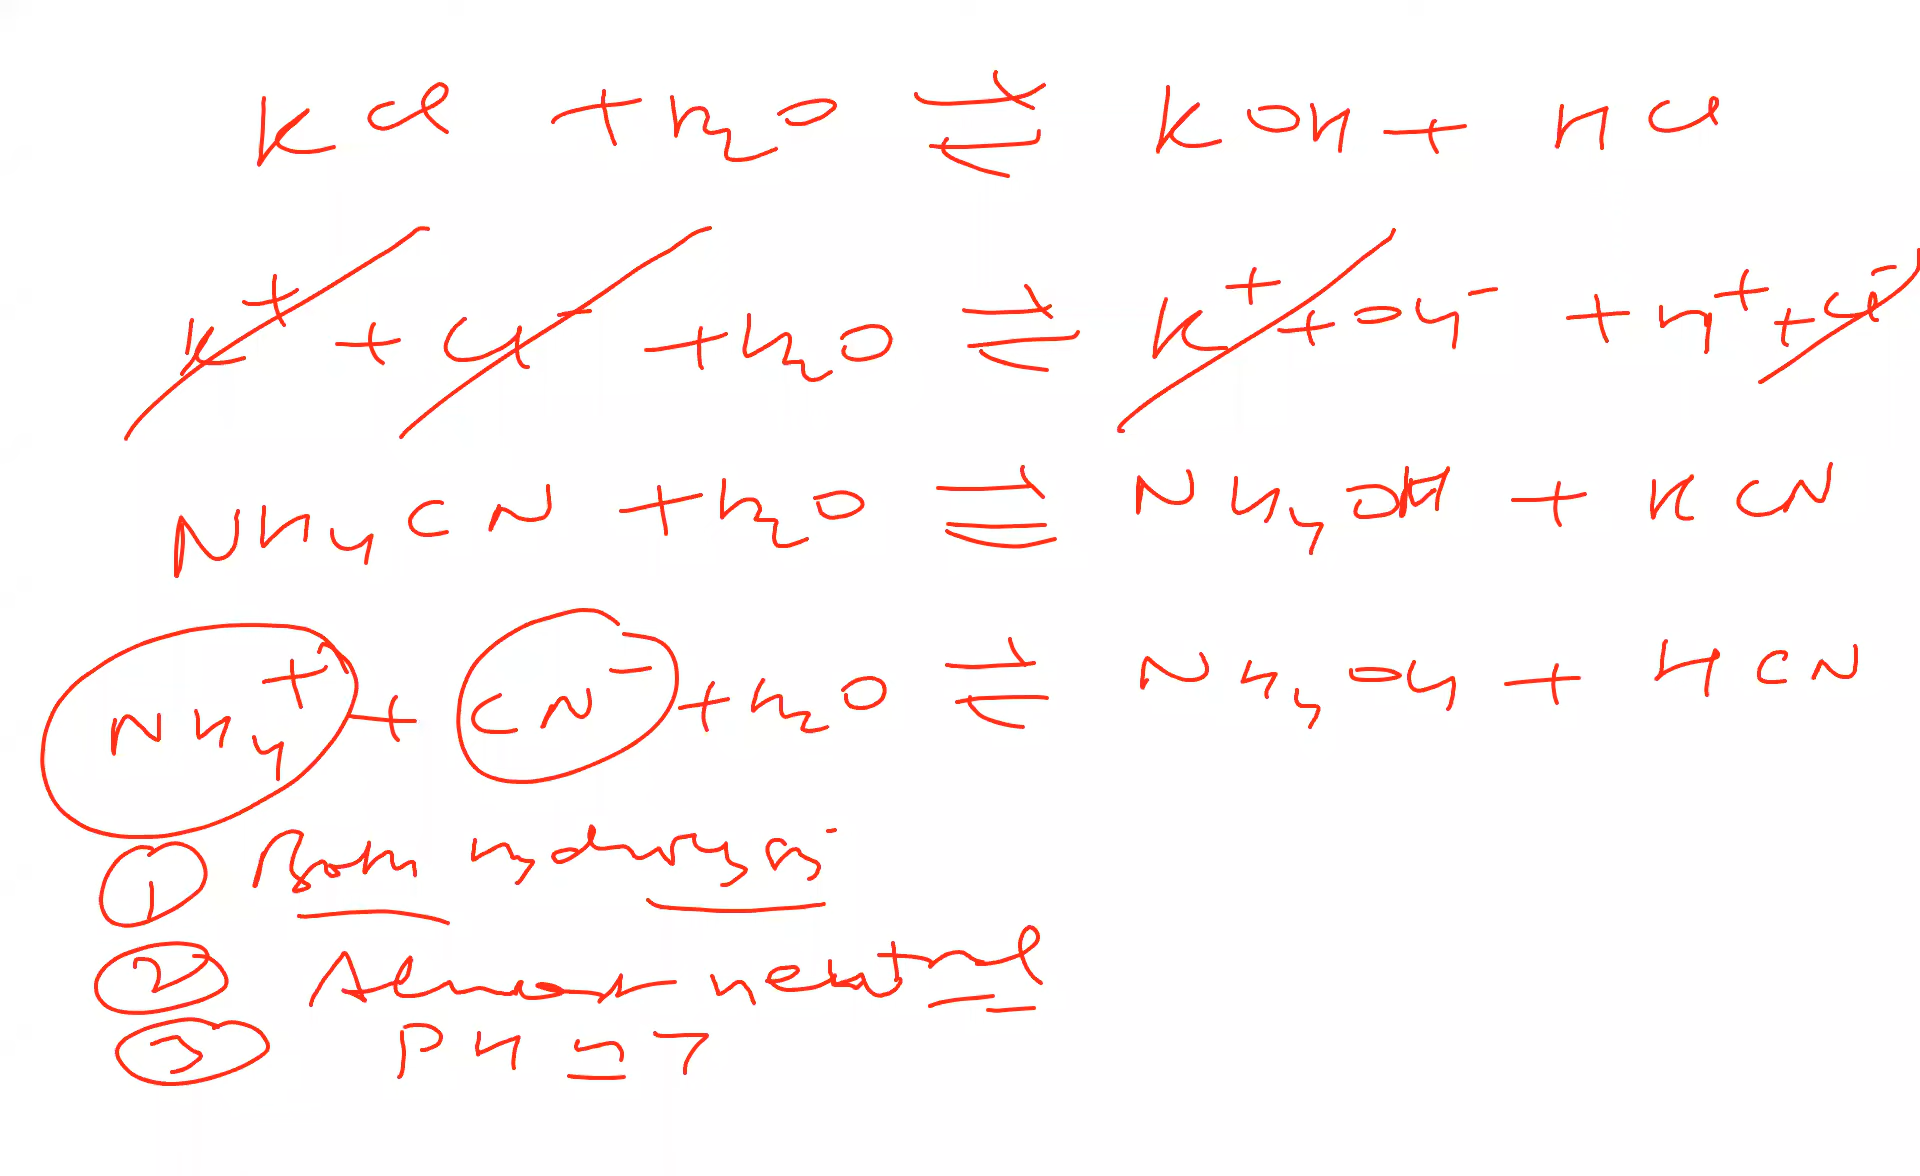 KCl + H2O ⇌ KOH + HCl
K⁺ + Cl⁻ + H2O ⇌ K⁺ + OH⁻ + H⁺ + Cl⁻
NH4CN + H2O ⇌ NH4OH + HCN
NH4⁺ + CN⁻ + H2O ⇌ NH4OH + HCN
① Both hydrolysis
② Almost neutral
③ PH ≈ 7